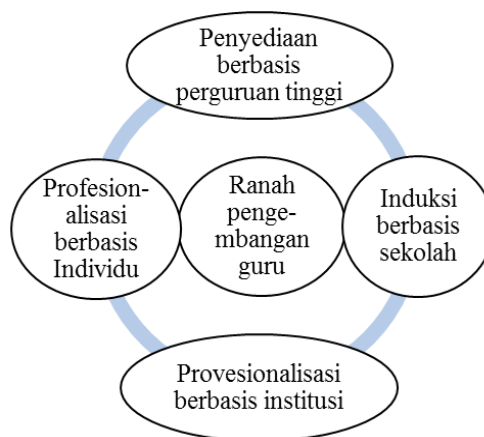 Penyediaan
berbasis
perguruan tinggi
Profesion-
alisasi
berbasis
Individu
Ranah
penge-
mbangan
guru
Induksi
berbasis
sekolah
Provesionalisasi
berbasis institusi